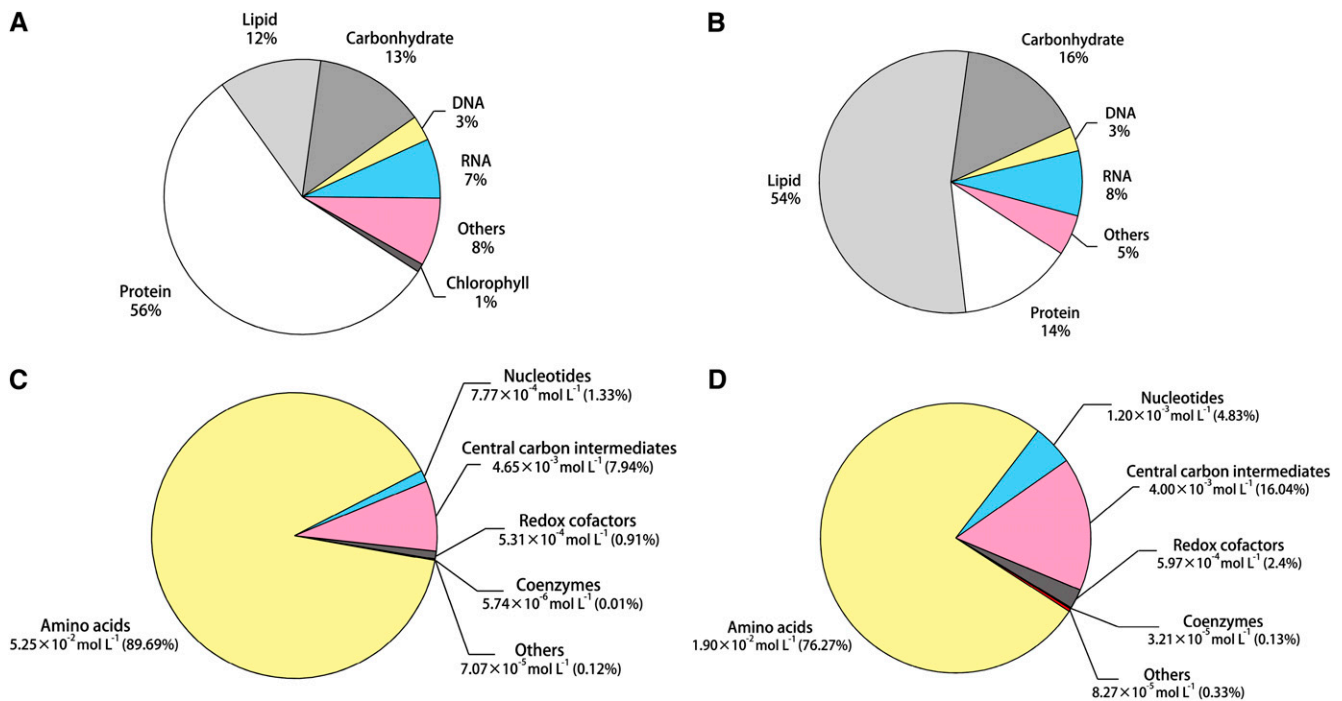 A
Lipid
12%
Carbonhydrate
13%
DNA
3%
RNA
7%
Others
8%
Chlorophyll
1%
Protein
56%
B
Carbonhydrate
16%
DNA
3%
RNA
8%
Others
5%
Protein
14%
Lipid
54%
C
Nucleotides
7.77×10⁻⁴ mol L⁻¹ (1.33%)
Central carbon intermediates
4.65×10⁻³ mol L⁻¹ (7.94%)
Redox cofactors
5.31×10⁻⁴ mol L⁻¹ (0.91%)
Coenzymes
5.74×10⁻⁶ mol L⁻¹ (0.01%)
Others
7.07×10⁻⁵ mol L⁻¹ (0.12%)
Amino acids
5.25×10⁻² mol L⁻¹ (89.69%)
D
Nucleotides
1.20×10⁻³ mol L⁻¹ (4.83%)
Central carbon intermediates
4.00×10⁻³ mol L⁻¹ (16.04%)
Redox cofactors
5.97×10⁻⁴ mol L⁻¹ (2.4%)
Coenzymes
3.21×10⁻⁵ mol L⁻¹ (0.13%)
Others
8.27×10⁻⁵ mol L⁻¹ (0.33%)
Amino acids
1.90×10⁻² mol L⁻¹ (76.27%)